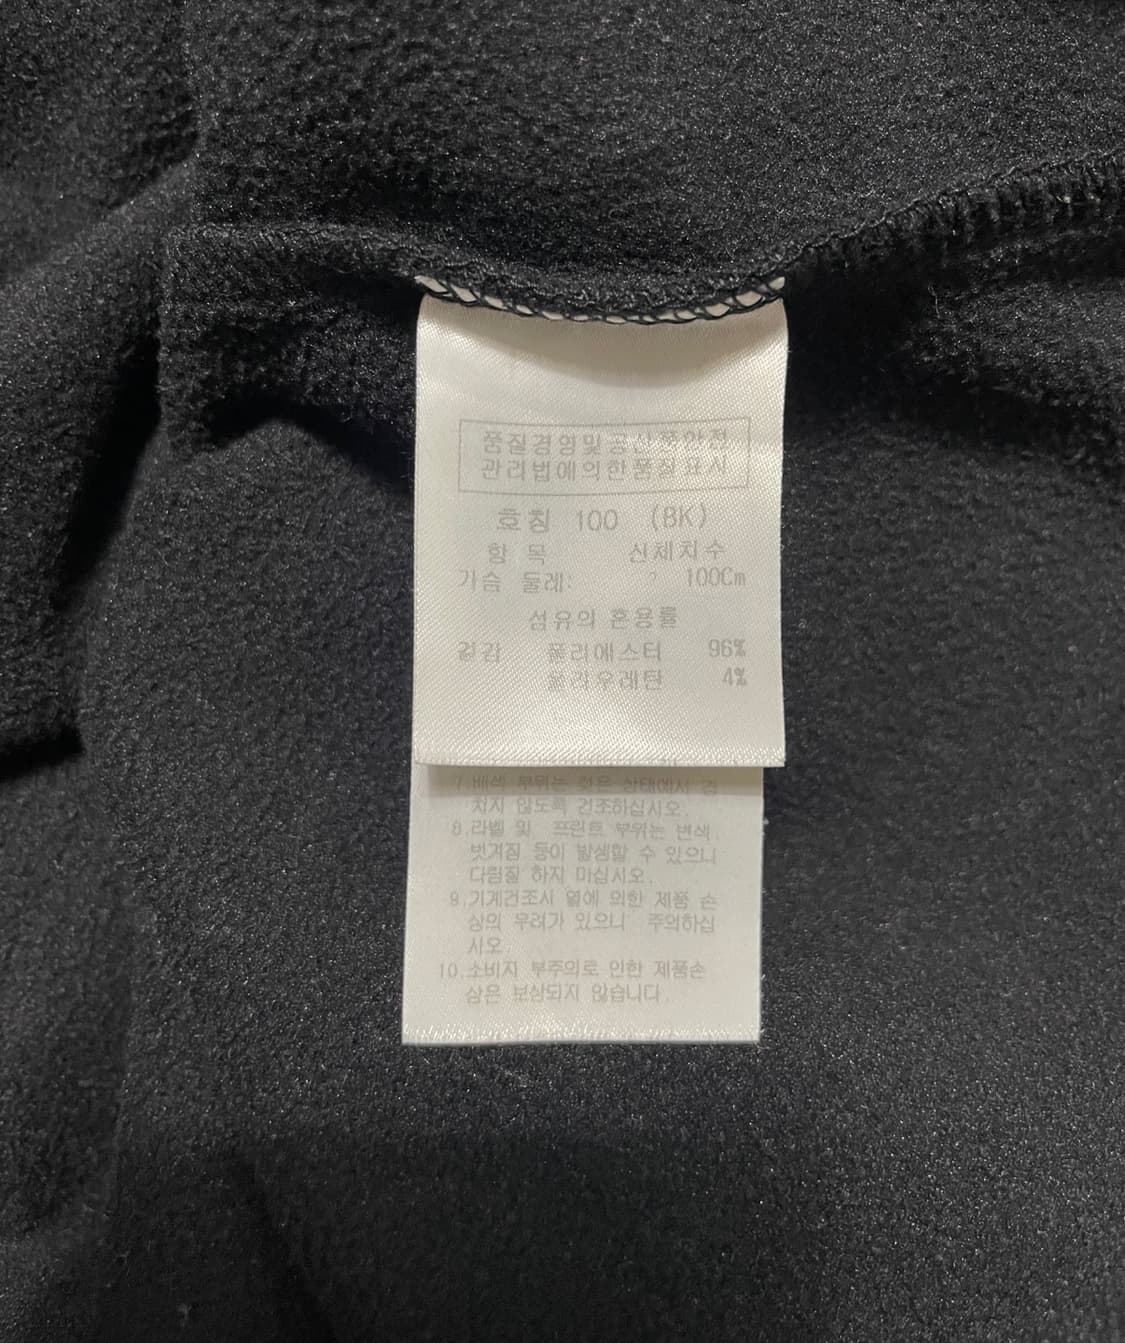 품질경영및공산품안전
관리법에의한품질표시
호칭 100 (BK)
항 목 신체치수
가슴 둘레: 100Cm
섬유의 혼용률
겉감 폴리에스터 96%
폴리우레탄 4%
7.배색 부위는 젖은 상태에서 겹
치지 않도록 건조하십시오.
8.라벨 및 프린트 부위는 변색,
벗겨짐 등이 발생할 수 있으니
다림질 하지 마십시오.
9.기계건조시 열에 의한 제품 손
상의 우려가 있으니 주의하십
시오
10.소비자 부주의로 인한 제품손
상은 보상되지 않습니다.